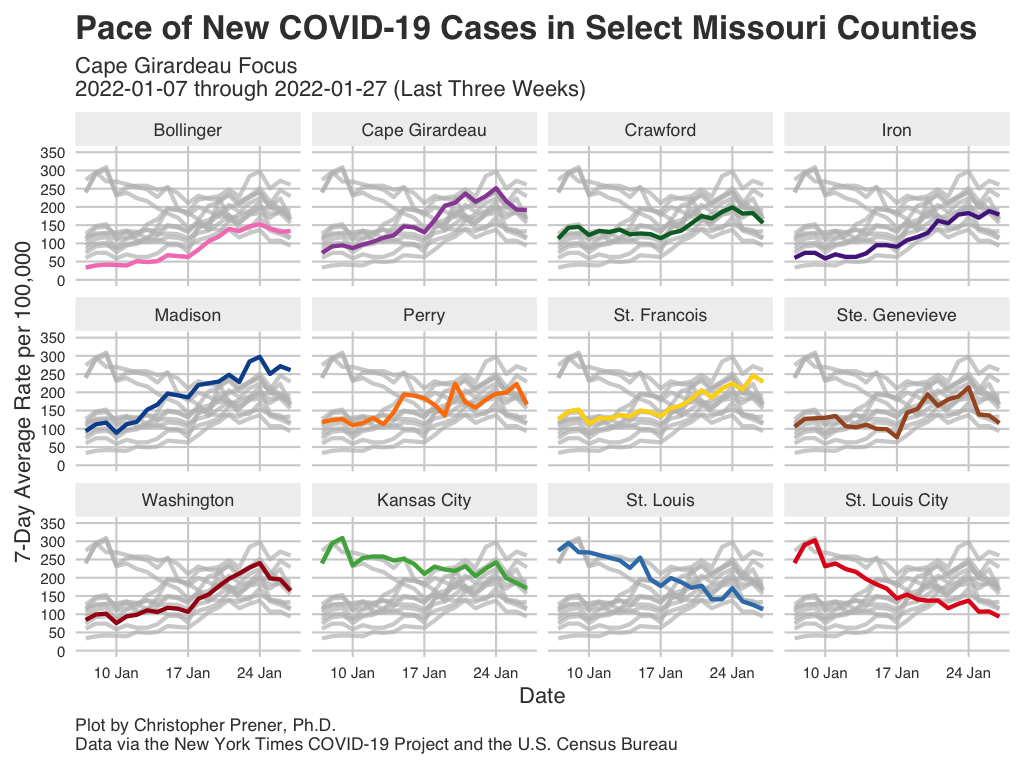 Pace of New COVID-19 Cases in Select Missouri Counties
Cape Girardeau Focus
2022-01-07 through 2022-01-27 (Last Three Weeks)
7-Day Average Rate per 100,000
Bollinger
Cape Girardeau
Crawford
Iron
350
300
250
200
150
100
50
0
Madison
Perry
St. Francois
Ste. Genevieve
350
300
250
200
150
100
50
0
Washington
Kansas City
St. Louis
St. Louis City
350
300
250
200
150
100
50
0
10 Jan 17 Jan 24 Jan
10 Jan 17 Jan 24 Jan
10 Jan 17 Jan 24 Jan
10 Jan 17 Jan 24 Jan
Date
Plot by Christopher Prener, Ph.D.
Data via the New York Times COVID-19 Project and the U.S. Census Bureau